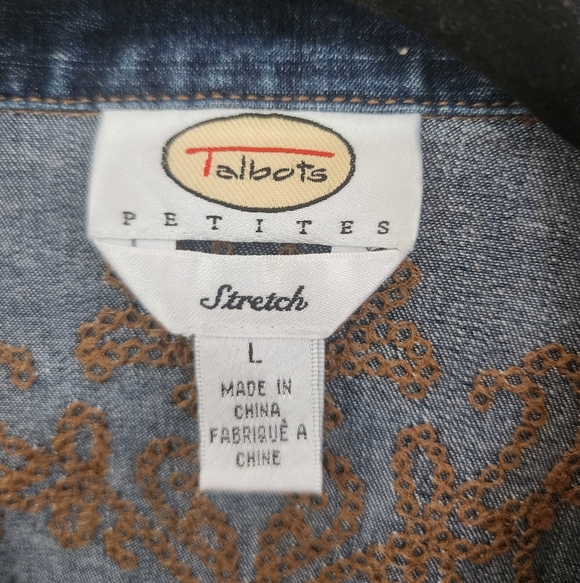 Talbots
PETITES
Stretch
L
MADE IN
CHINA
FABRIQUÉ A
CHINE